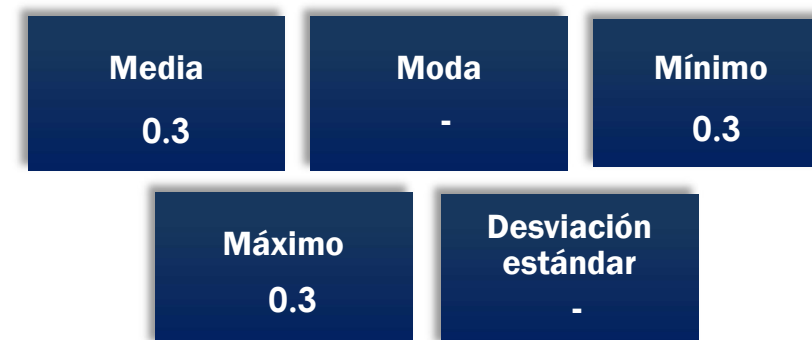 Media
0.3
Moda
-
Mínimo
0.3
Máximo
0.3
Desviación
estándar
-